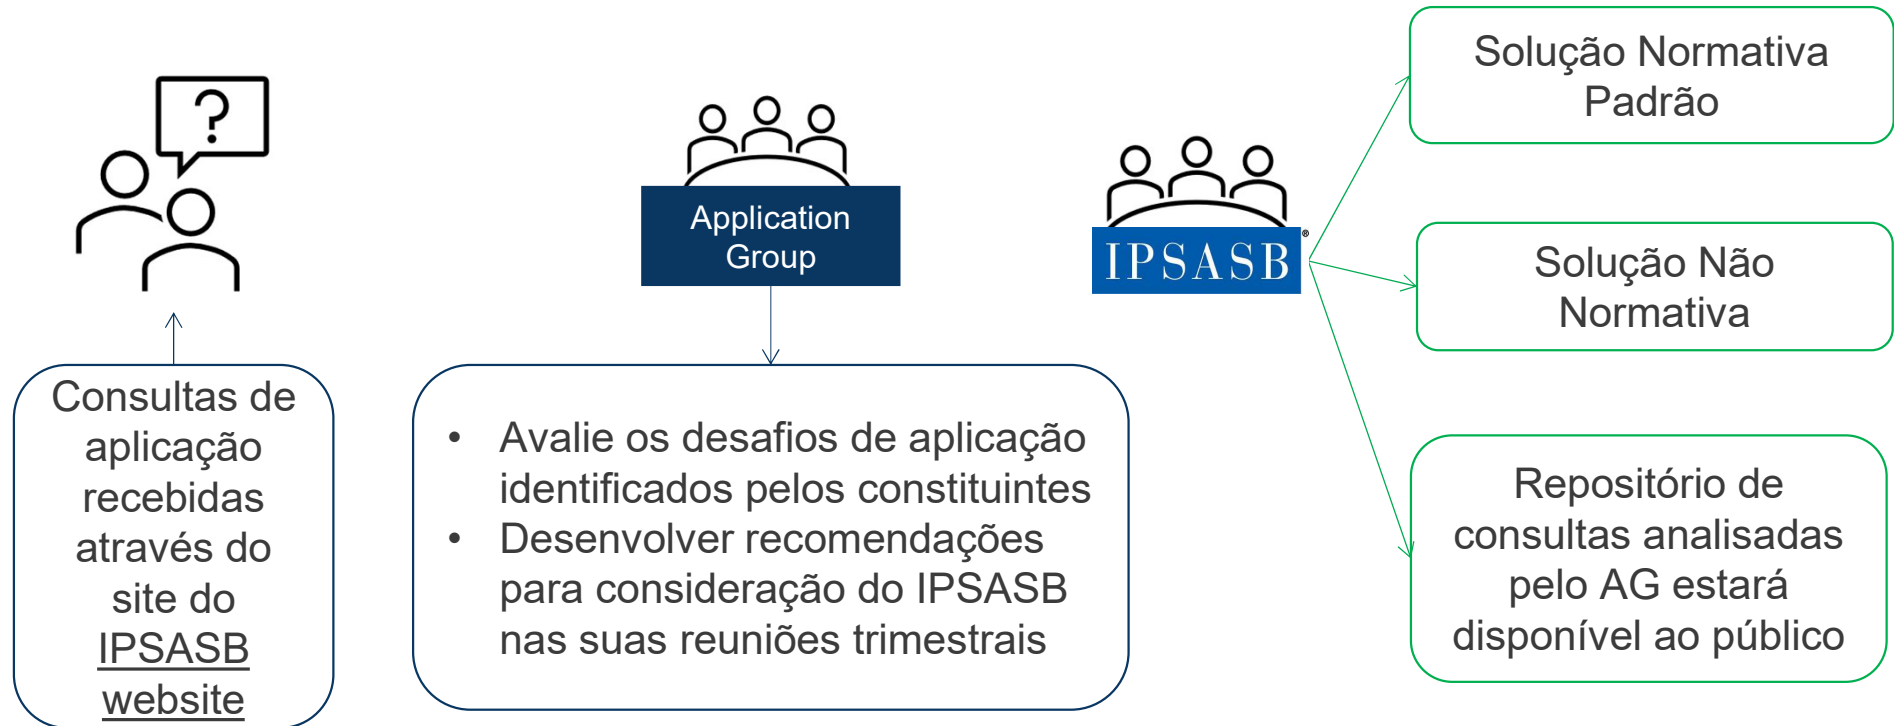 ?
Consultas de
aplicação
recebidas
através do
site do
IPSASB
website
Application
Group
• Avalie os desafios de aplicação
identificados pelos constituintes
• Desenvolver recomendações
para consideração do IPSASB
nas suas reuniões trimestrais
IPSASB®
Solução Normativa
Padrão
Solução Não
Normativa
Repositório de
consultas analisadas
pelo AG estará
disponível ao público